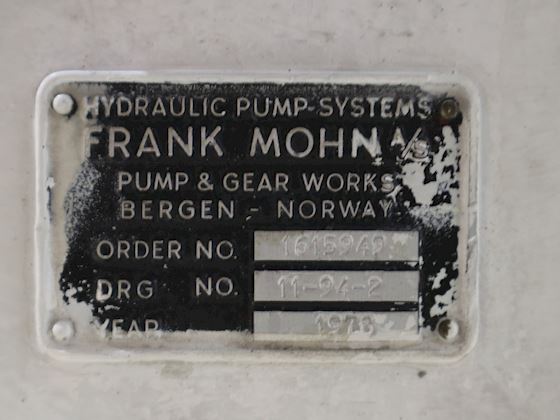 HYDRAULIC PUMP-SYSTEMS
FRANK MOHN A/S
PUMP & GEAR WORKS
BERGEN - NORWAY
ORDER NO. 1615949
DRG NO. 11-94-2
YEAR 1978